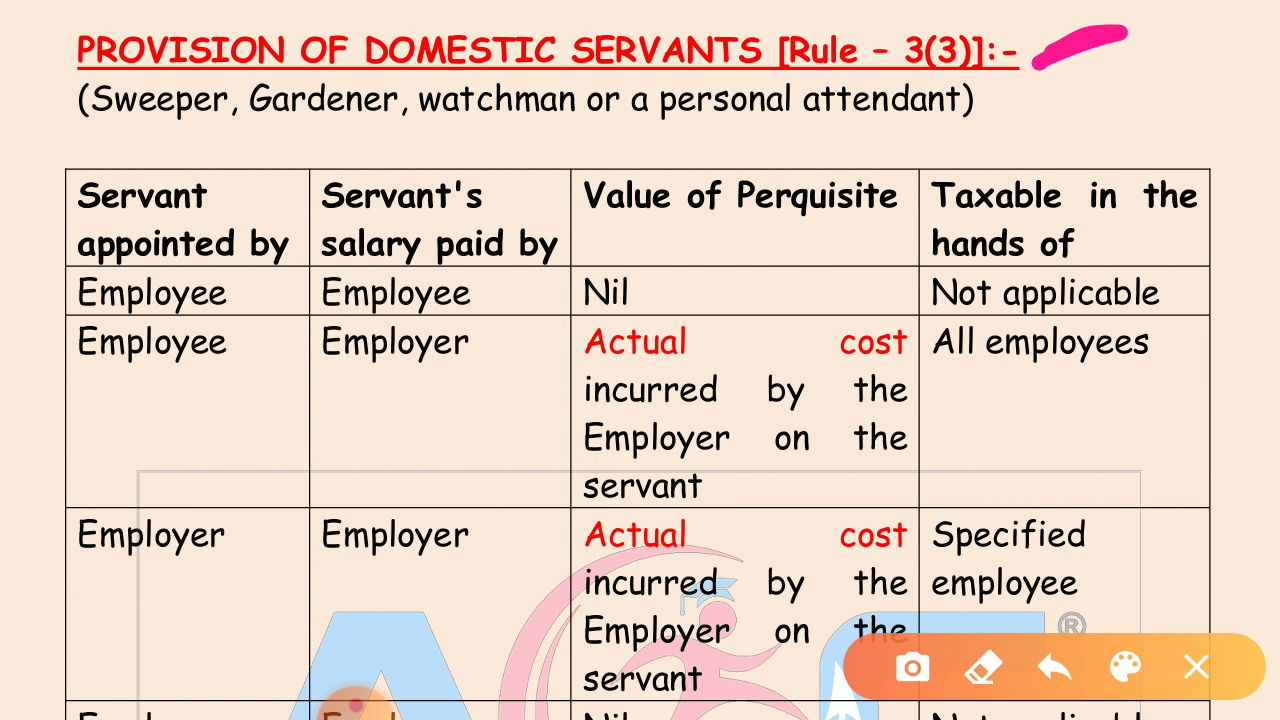 PROVISION OF DOMESTIC SERVANTS [Rule – 3(3)]:-
(Sweeper, Gardener, watchman or a personal attendant)
Servant appointed by
Servant's salary paid by
Value of Perquisite
Taxable in the hands of
Employee
Employee
Nil
Not applicable
Employee
Employer
Actual cost
incurred by the
Employer on the
servant
All employees
Employer
Employer
Actual cost
incurred by the
Employer on the
servant
Specified
employee
®